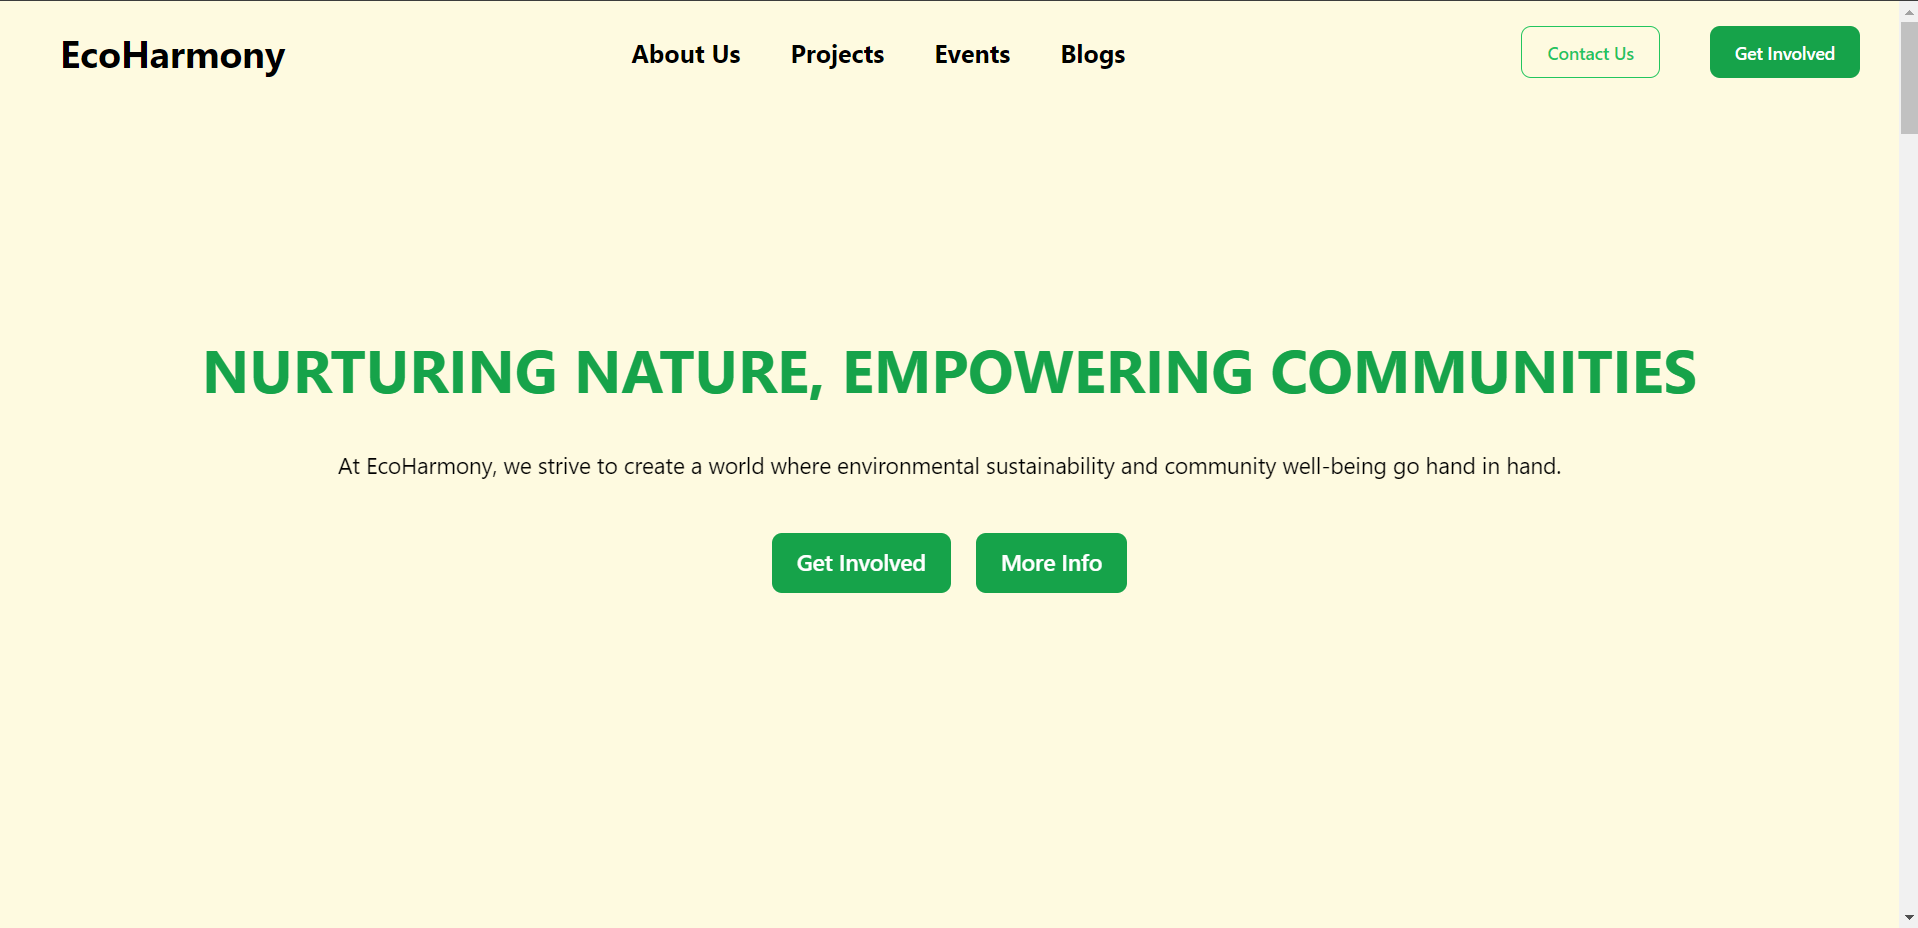 EcoHarmony
About Us Projects Events Blogs
Contact Us
Get Involved
NURTURING NATURE, EMPOWERING COMMUNITIES
At EcoHarmony, we strive to create a world where environmental sustainability and community well-being go hand in hand.
Get Involved
More Info